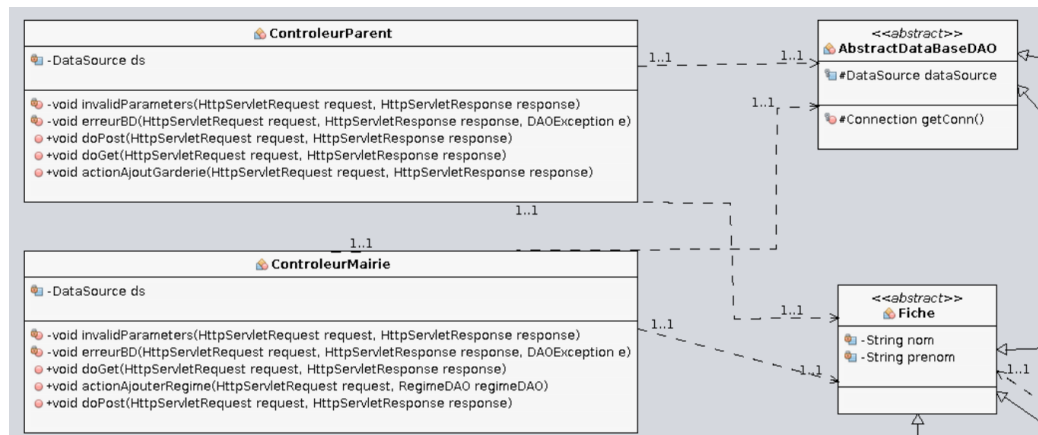 ControleurParent
-DataSource ds
-void invalidParameters(HttpServletRequest request, HttpServletResponse response)
-void erreurBD(HttpServletRequest request, HttpServletResponse response, DAOException e)
+void doPost(HttpServletRequest request, HttpServletResponse response)
+void doGet(HttpServletRequest request, HttpServletResponse response)
+void actionAjoutGarderie(HttpServletRequest request, HttpServletResponse response)
1..1
1..1
<<abstract>>
AbstractDataBaseDAO
#DataSource dataSource
#Connection getConn()
1..1
1..1
1..1
ControleurMairie
-DataSource ds
-void invalidParameters(HttpServletRequest request, HttpServletResponse response)
-void erreurBD(HttpServletRequest request, HttpServletResponse response, DAOException e)
+void doGet(HttpServletRequest request, HttpServletResponse response)
+void actionAjouterRegime(HttpServletRequest request, RegimeDAO regimeDAO)
+void doPost(HttpServletRequest request, HttpServletResponse response)
1..1
1..1
1..1
<<abstract>>
Fiche
-String nom
-String prenom
1..1